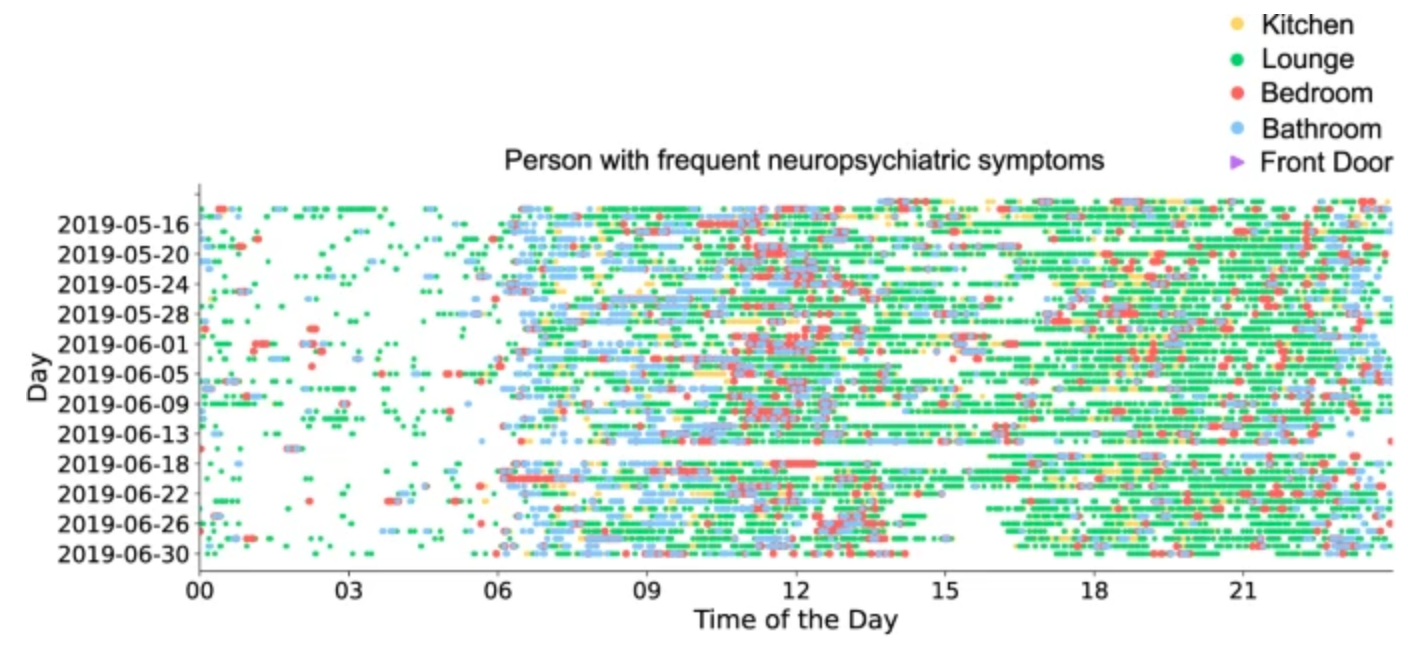 Kitchen
Lounge
Bedroom
Bathroom
Front Door
Person with frequent neuropsychiatric symptoms
Day
2019-05-16
2019-05-20
2019-05-24
2019-05-28
2019-06-01
2019-06-05
2019-06-09
2019-06-13
2019-06-18
2019-06-22
2019-06-26
2019-06-30
00 03 06 09 12 15 18 21
Time of the Day